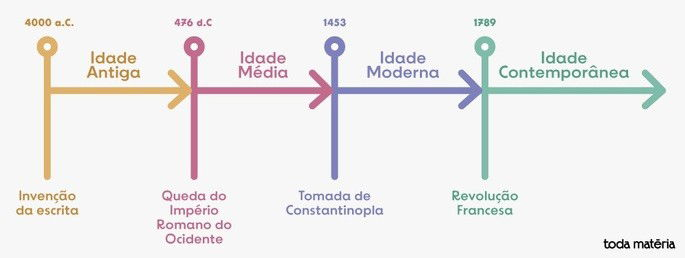 4000 a.C.
476 d.C
1453
1789
Idade
Antiga
Idade
Média
Idade
Moderna
Idade
Contemporânea
Invenção
da escrita
Queda do
Império
Romano do
Ocidente
Tomada de
Constantinopla
Revolução
Francesa
toda matéria